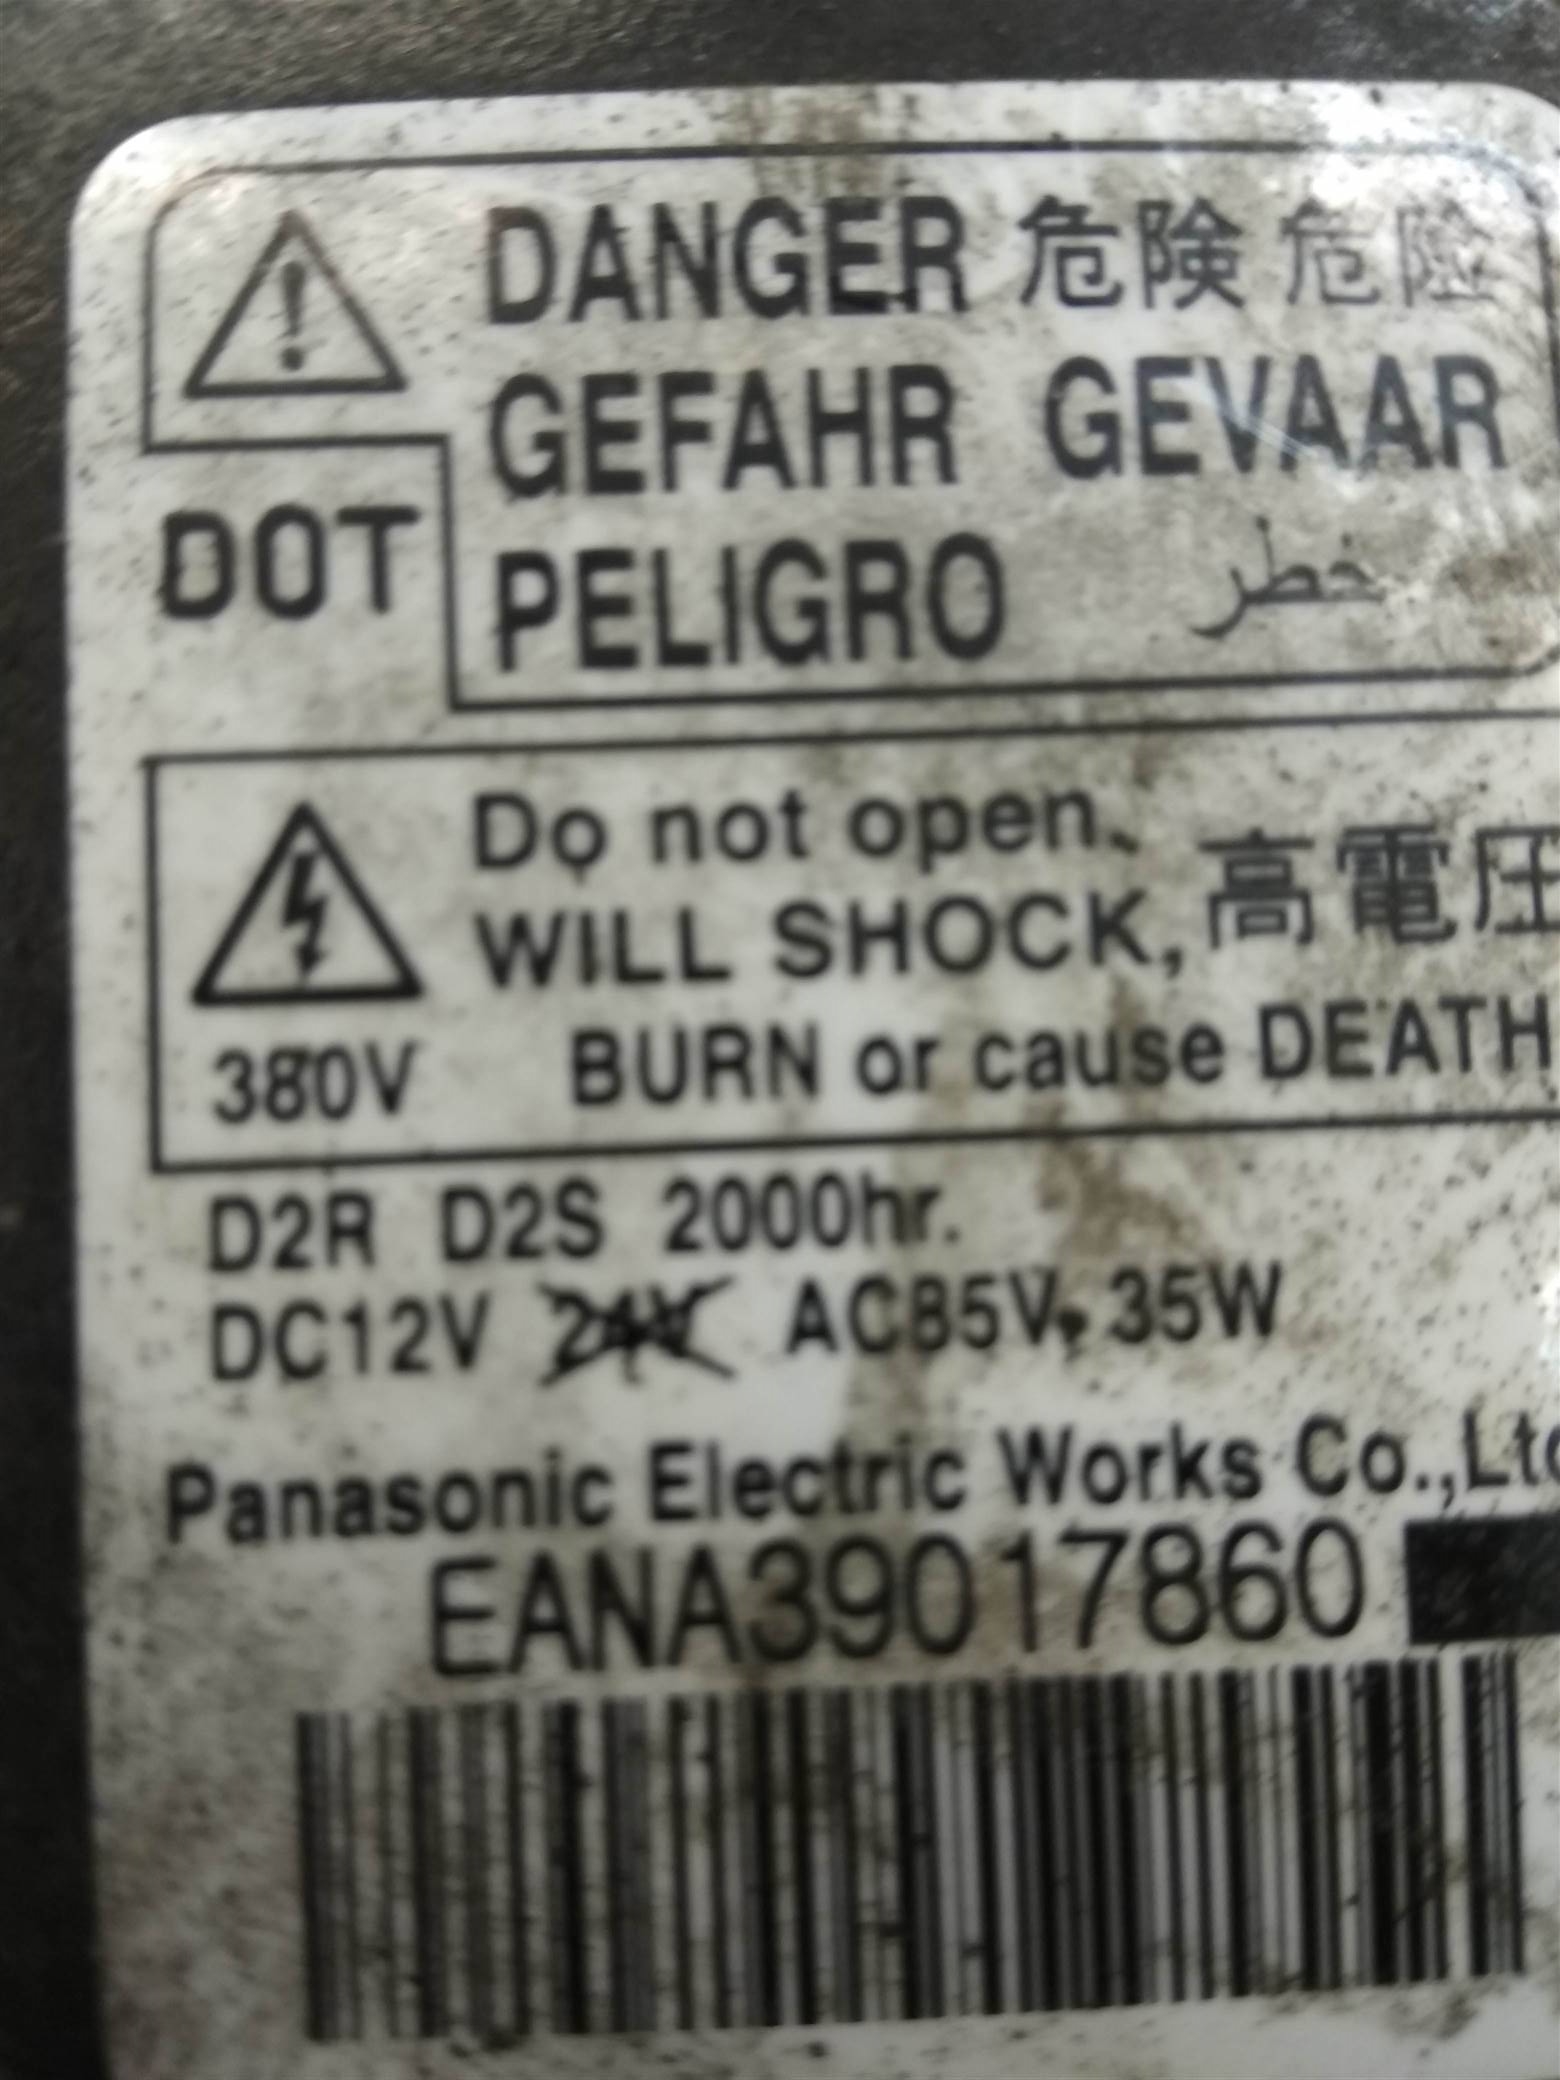 DANGER 危険 危险
GEFAHR GEVAAR
DOT
PELIGRO خطر
Do not open.
WILL SHOCK, 高電圧
380V BURN or cause DEATH
D2R D2S 2000hr.
DC12V 24V AC85V, 35W
Panasonic Electric Works Co.,Ltd
EANA39017860